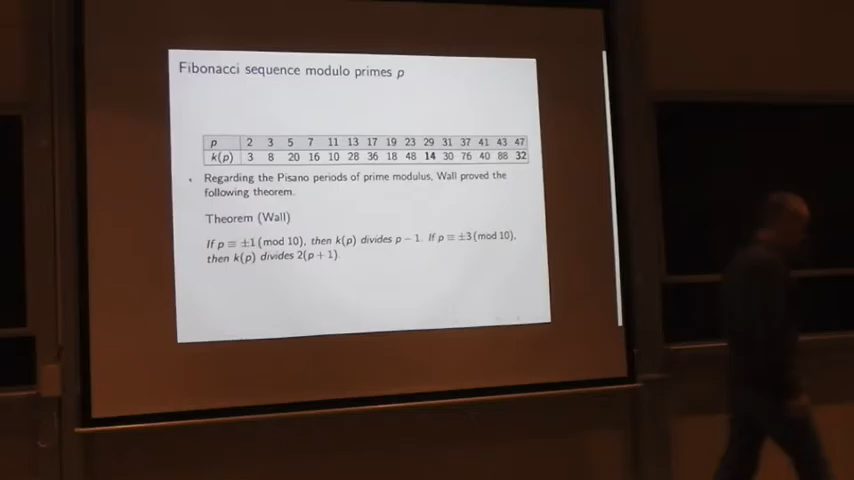 Fibonacci sequence modulo primes p
p 2 3 5 7 11 13 17 19 23 29 31 37 41 43 47
k(p) 3 8 20 16 10 28 36 18 48 14 30 76 40 88 32
Regarding the Pisano periods of prime modulus, Wall proved the
following theorem.
Theorem (Wall)
If p ≡ ±1(mod 10), then k(p) divides p − 1. If p ≡ ±3(mod 10),
then k(p) divides 2(p + 1).